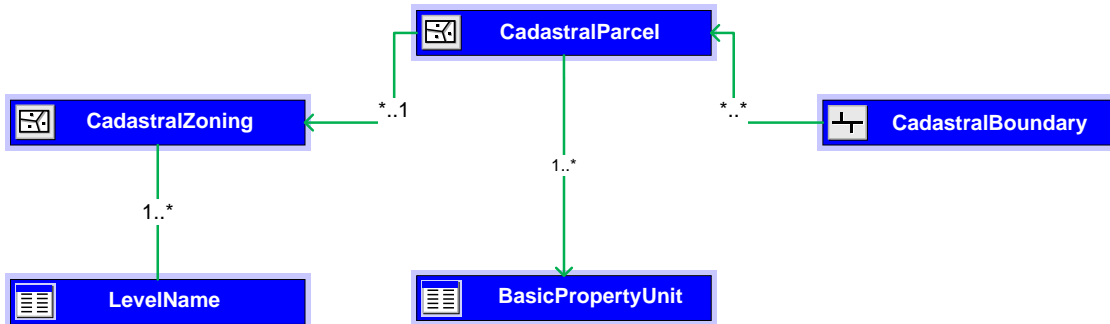 CadastralParcel
*..1
*..*
CadastralZoning
CadastralBoundary
1..*
1..*
LevelName
BasicPropertyUnit